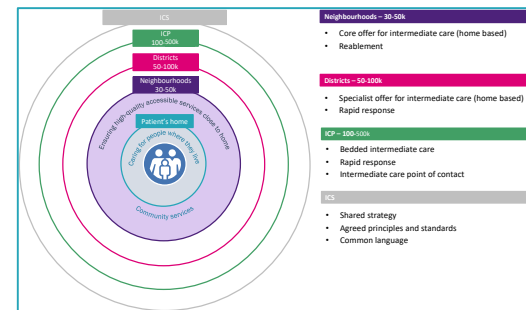 ICS
ICP
100-500k
Districts
50-100k
Neighbourhoods
30-50k
Ensuring high-quality accessible services close to home
Patient's home
Caring for people where they live
Community services
Neighbourhoods – 30-50k
• Core offer for intermediate care (home based)
• Reablement
Districts – 50-100k
• Specialist offer for intermediate care (home based)
• Rapid response
ICP – 100-500k
• Bedded intermediate care
• Rapid response
• Intermediate care point of contact
ICS
• Shared strategy
• Agreed principles and standards
• Common language